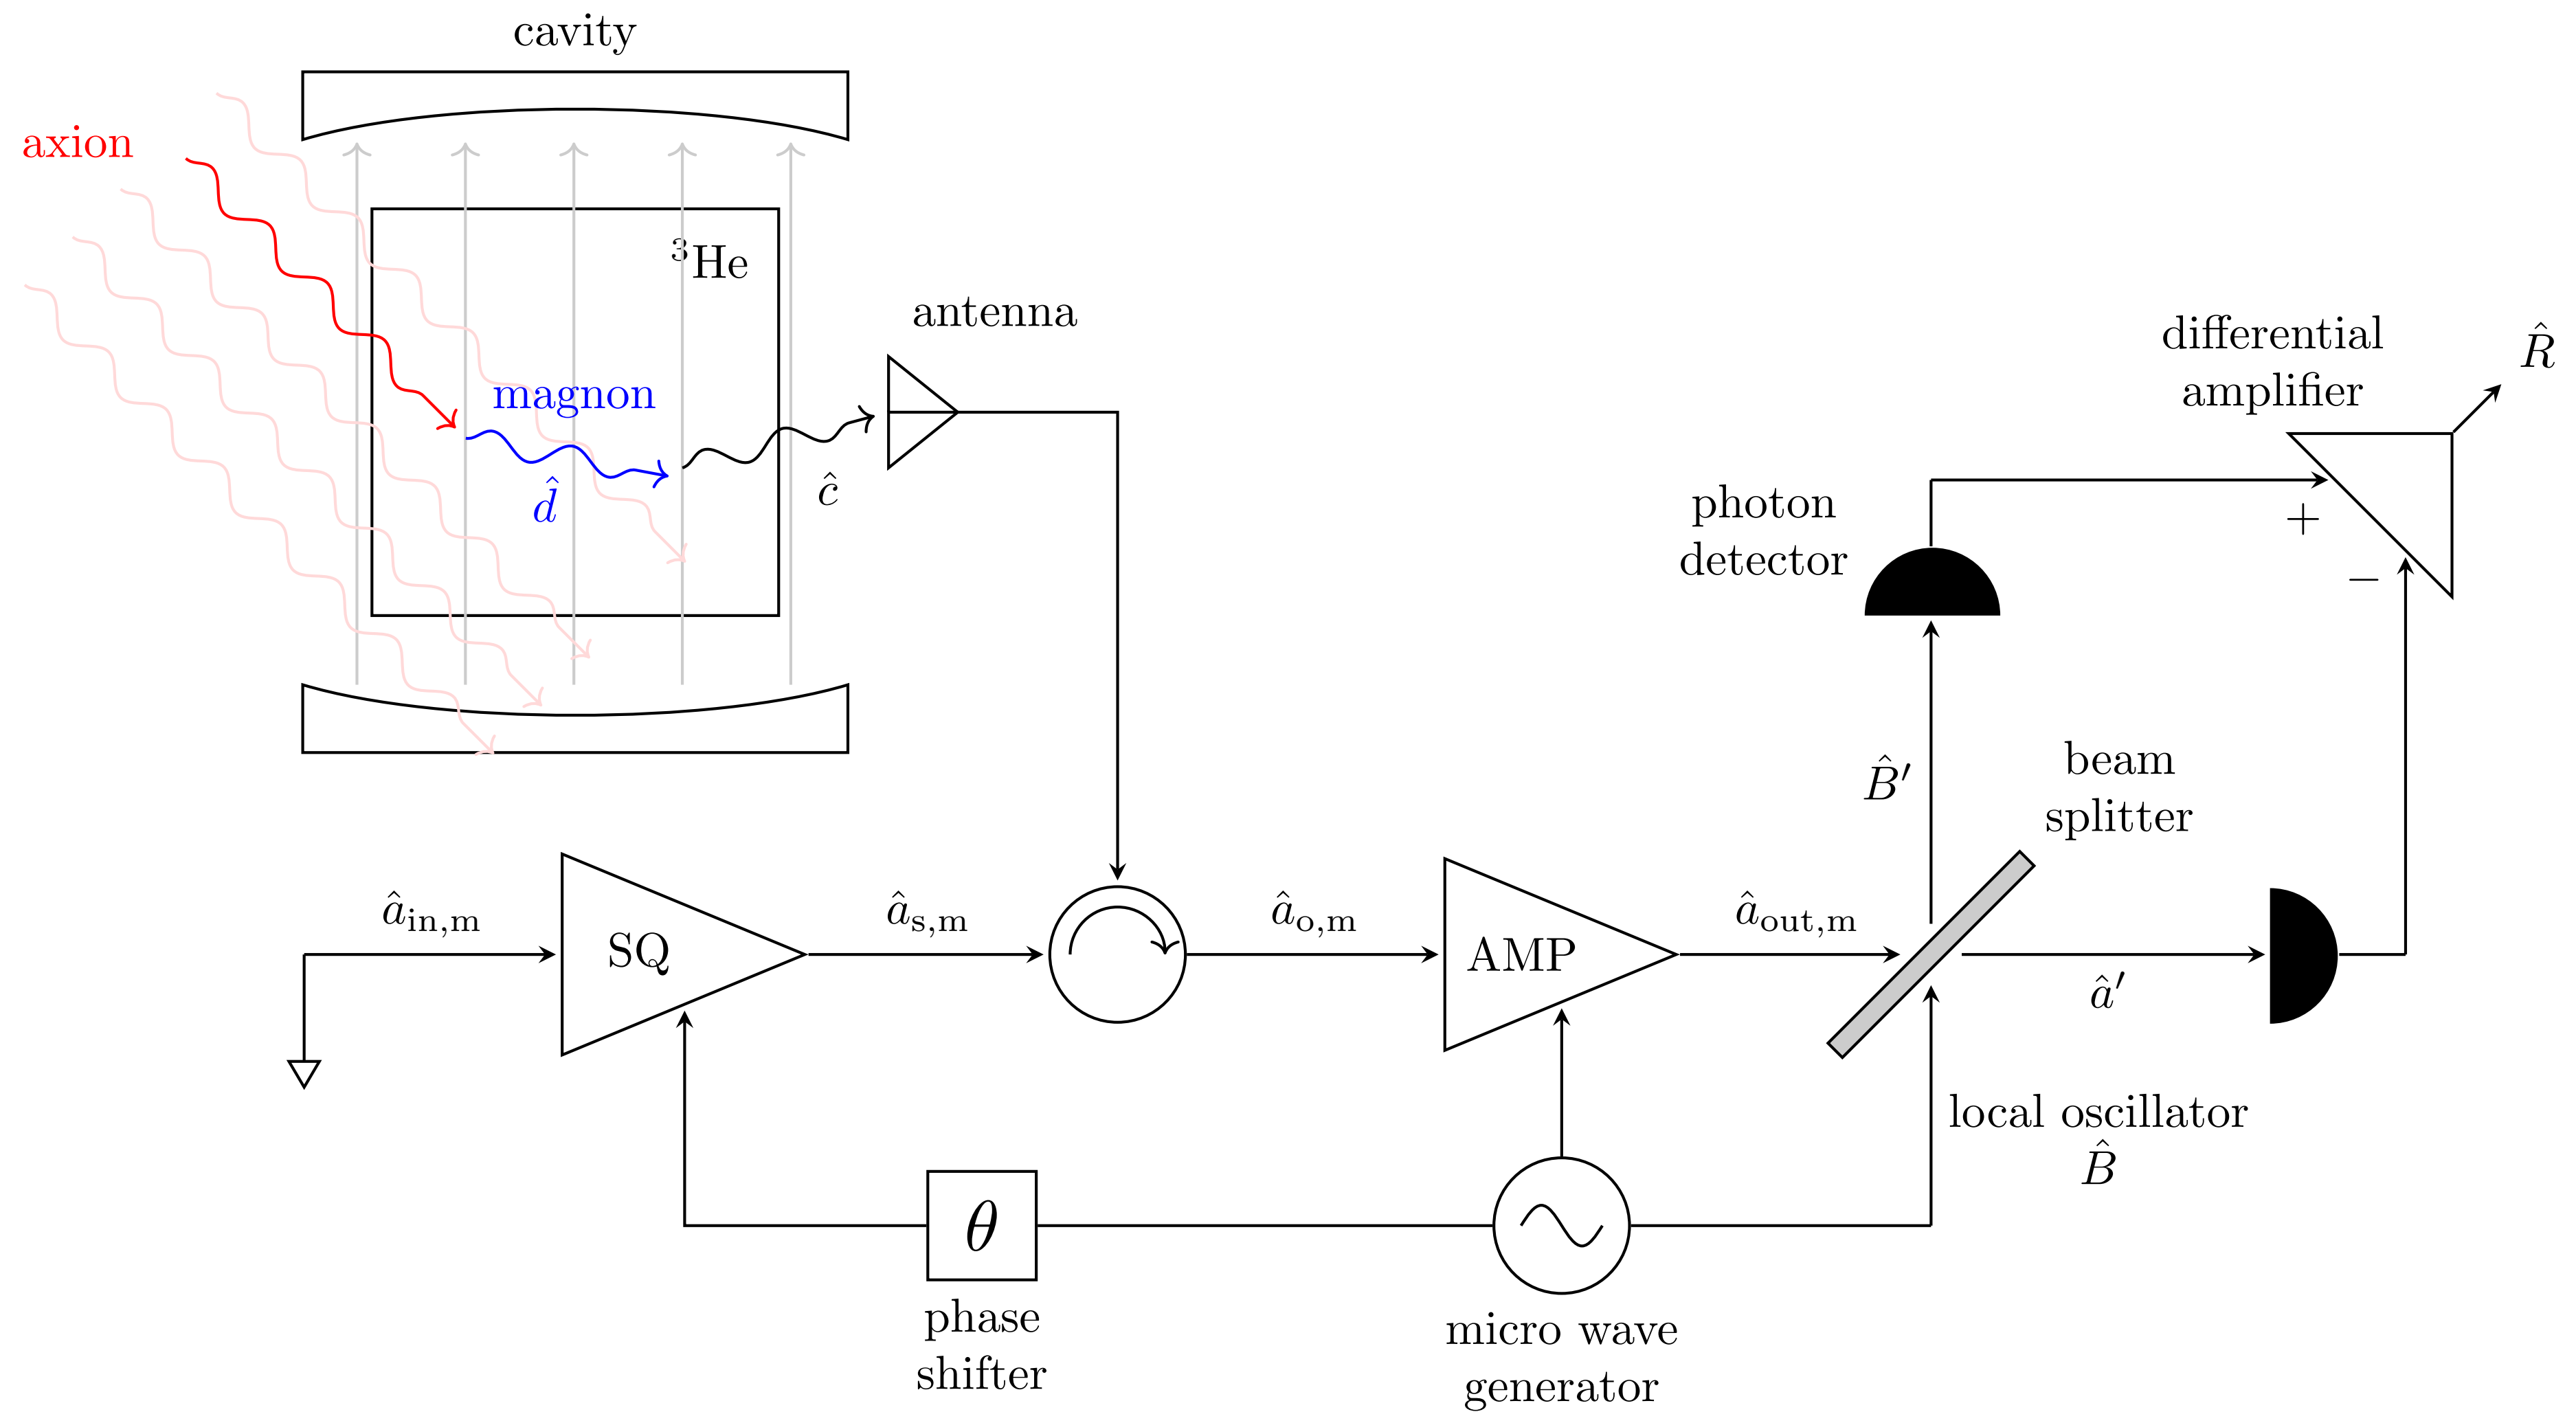 cavity
axion
³He
antenna
magnon
d̂
ĉ
differential
amplifier
R̂
+
−
photon
detector
B̂′
beam
splitter
â_in,m
SQ
â_s,m
â_o,m
AMP
â_out,m
â′
local oscillator
B̂
θ
phase
shifter
micro wave
generator